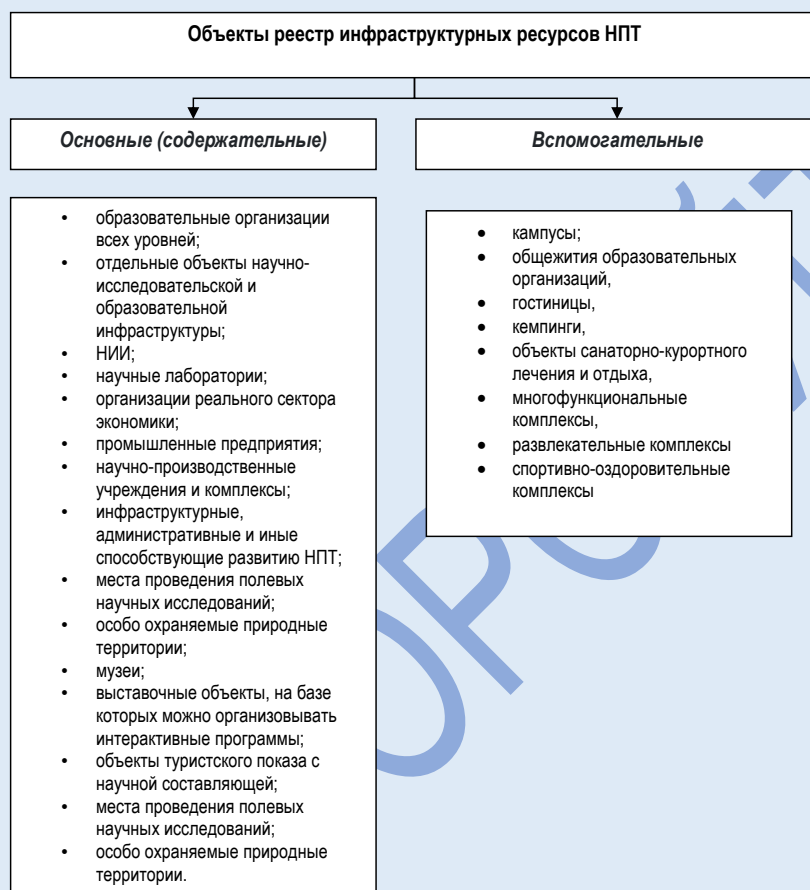 Объекты реестр инфраструктурных ресурсов НПТ
Основные (содержательные)
Вспомогательные
• образовательные организации
всех уровней;
• отдельные объекты научно-
исследовательской и
образовательной
инфраструктуры;
• НИИ;
• научные лаборатории;
• организации реального сектора
экономики;
• промышленные предприятия;
• научно-производственные
учреждения и комплексы;
• инфраструктурные,
административные и иные
способствующие развитию НПТ;
• места проведения полевых
научных исследований;
• особо охраняемые природные
территории;
• музеи;
• выставочные объекты, на базе
которых можно организовывать
интерактивные программы;
• объекты туристского показа с
научной составляющей;
• места проведения полевых
научных исследований;
• особо охраняемые природные
территории.
• кампусы;
• общежития образовательных
организаций,
• гостиницы,
• кемпинги,
• объекты санаторно-курортного
лечения и отдыха,
• многофункциональные
комплексы,
• развлекательные комплексы
• спортивно-оздоровительные
комплексы